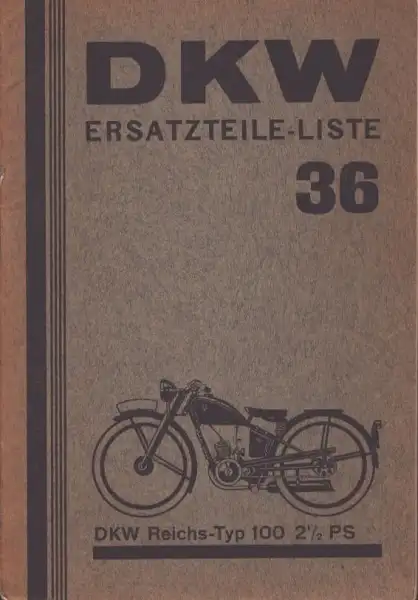 DKW
ERSATZTEILE-LISTE
36
DKW Reichs-Typ 100 2½ PS